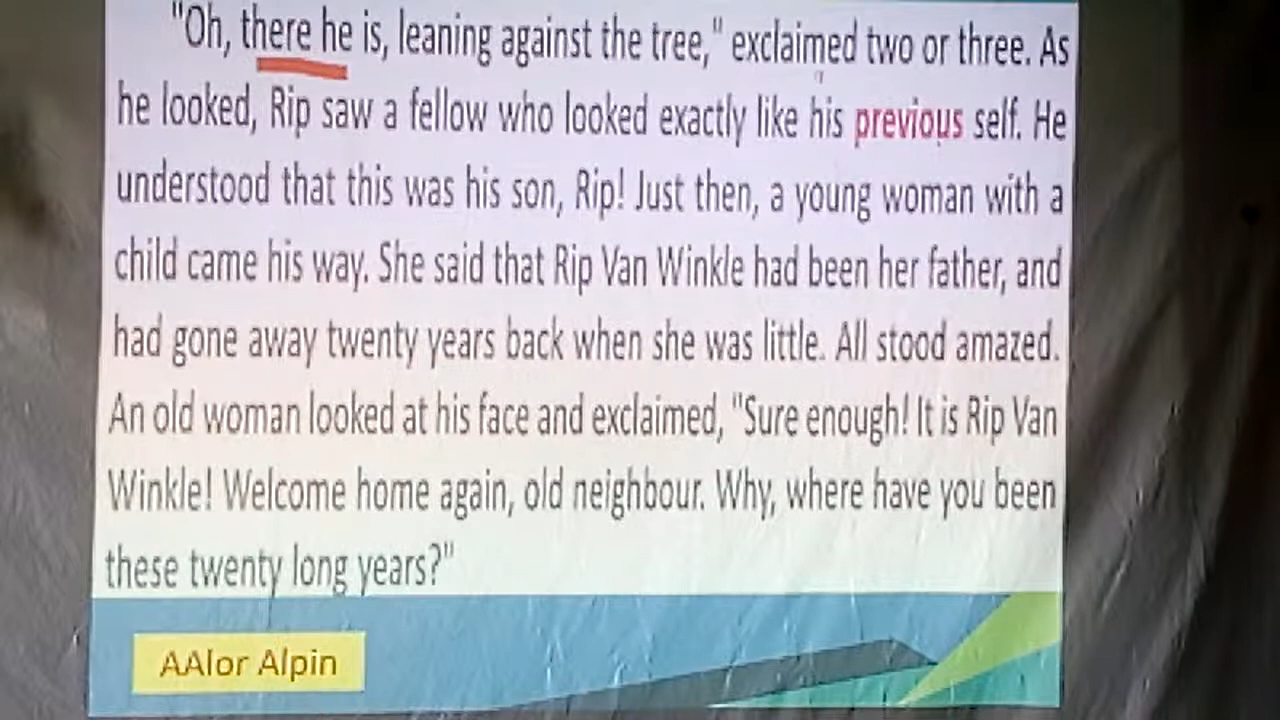 "Oh, there he is, leaning against the tree," exclaimed two or three. As
he looked, Rip saw a fellow who looked exactly like his previous self. He
understood that this was his son, Rip! Just then, a young woman with a
child came his way. She said that Rip Van Winkle had been her father, and
had gone away twenty years back when she was little. All stood amazed.
An old woman looked at his face and exclaimed, "Sure enough! It is Rip Van
Winkle! Welcome home again, old neighbour. Why, where have you been
these twenty long years?"
AAlor Alpin